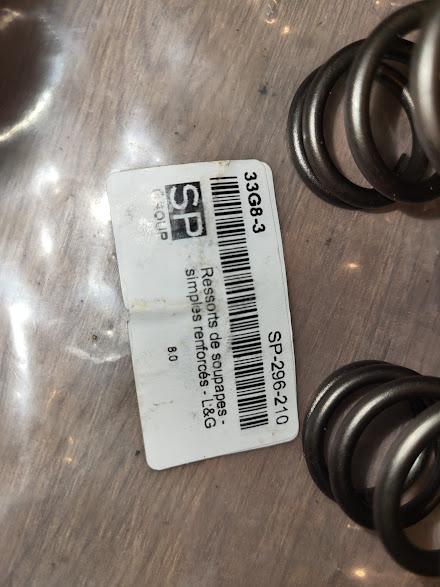 33G8-3
SP-296-210
SP
GROUP
Ressorts de soupapes -
simples renforcés - L&G
8.0